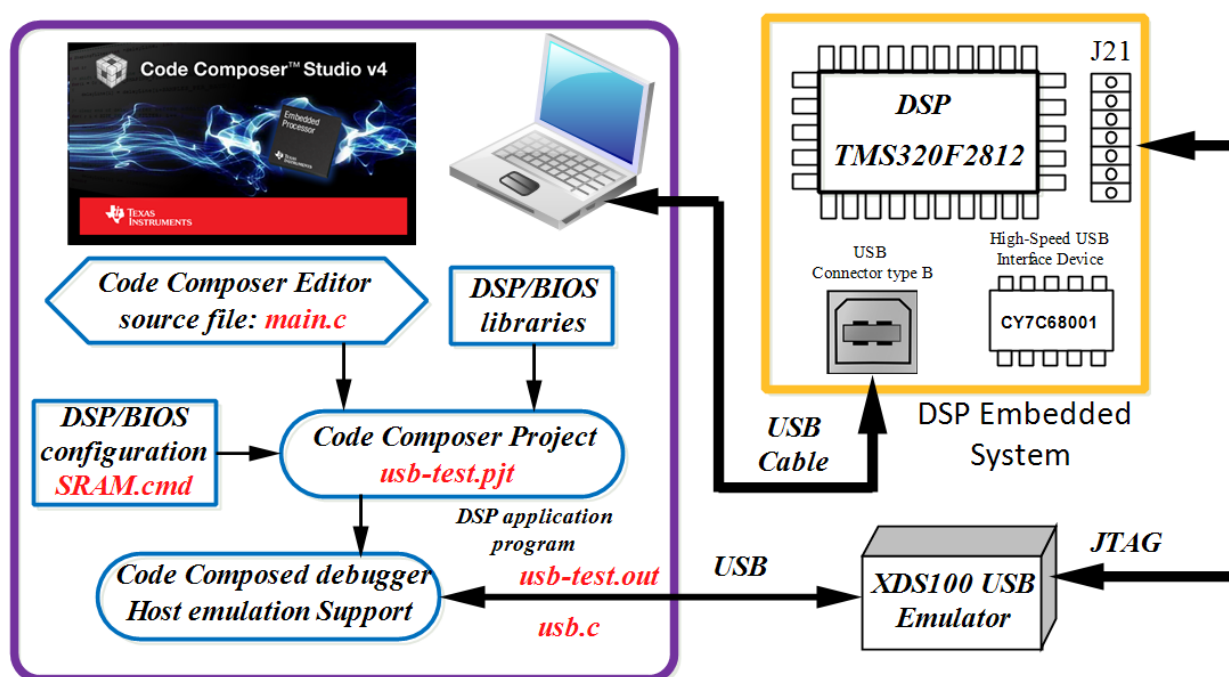 Code Composer™ Studio v4
Embedded
Processor
TEXAS
INSTRUMENTS
TEXAS
INSTRUMENTS
Code Composer Editor
source file: main.c
DSP/BIOS
libraries
DSP/BIOS
configuration
SRAM.cmd
Code Composer Project
usb-test.pjt
DSP application
program
usb-test.out
usb.c
Code Composed debugger
Host emulation Support
J21
DSP
TMS320F2812
USB
Connector type B
High-Speed USB
Interface Device
CY7C68001
DSP Embedded
System
USB
Cable
USB
JTAG
XDS100 USB
Emulator